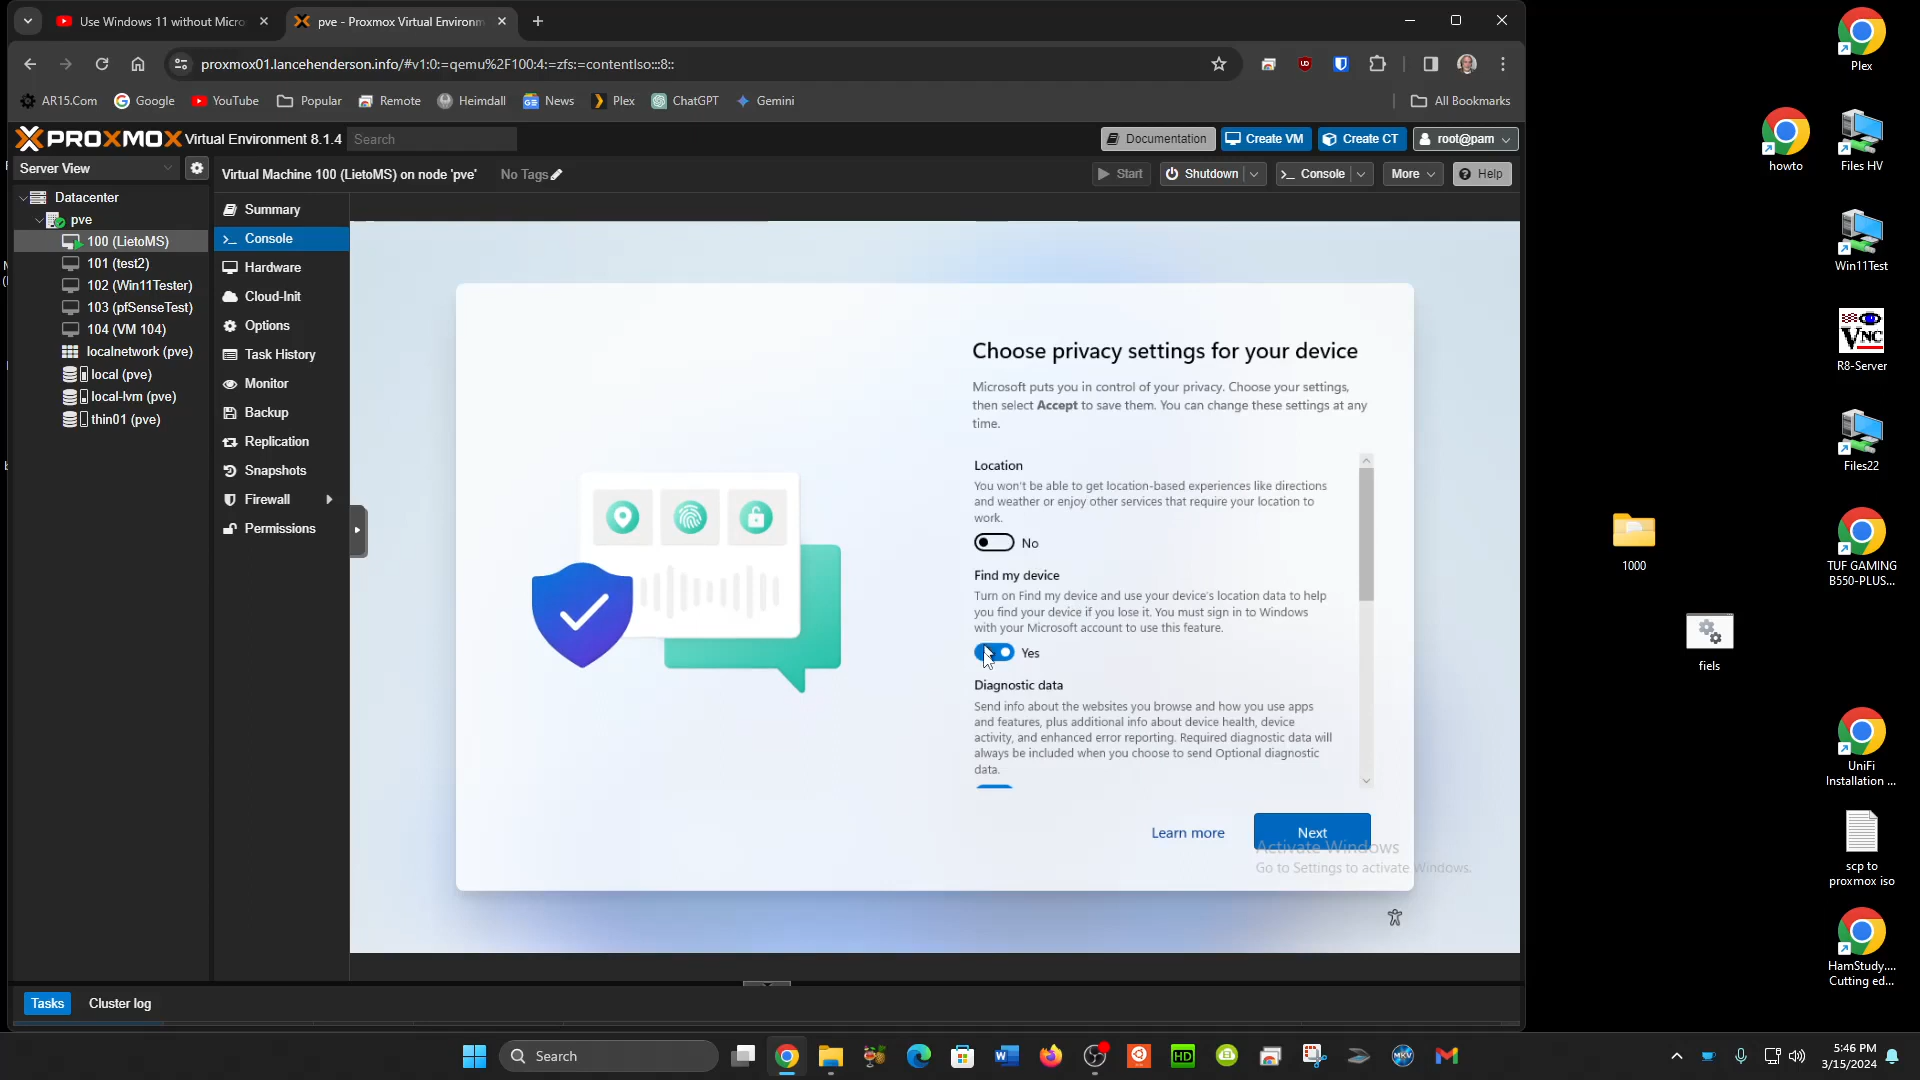 Use Windows 11 without Micro
pve - Proxmox Virtual Environm
proxmox01.lancehenderson.info/#v1:0:=qemu%2F100:4:=zfs:=contentIso:::8::
AR15.Com
Google
YouTube
Popular
Remote
Heimdall
News
Plex
ChatGPT
Gemini
All Bookmarks
PROXMOX Virtual Environment 8.1.4
Search
Documentation
Create VM
Create CT
root@pam
Server View
Virtual Machine 100 (LietoMS) on node 'pve'
No Tags
Start
Shutdown
Console
More
Help
Datacenter
pve
100 (LietoMS)
101 (test2)
102 (Win11Tester)
103 (pfSenseTest)
104 (VM 104)
localnetwork (pve)
local (pve)
local-lvm (pve)
thin01 (pve)
Summary
Console
Hardware
Cloud-Init
Options
Task History
Monitor
Backup
Replication
Snapshots
Firewall
Permissions
Choose privacy settings for your device
Microsoft puts you in control of your privacy. Choose your settings,
then select Accept to save them. You can change these settings at any
time.
Location
You won't be able to get location-based experiences like directions
and weather or enjoy other services that require your location to
work.
No
Find my device
Turn on Find my device and use your device's location data to help
you find your device if you lose it. You must sign in to Windows
with your Microsoft account to use this feature.
Yes
Diagnostic data
Send info about the websites you browse and how you use apps
and features, plus additional info about device health, device
activity, and enhanced error reporting. Required diagnostic data will
always be included when you choose to send Optional diagnostic
data.
Learn more
Next
Activate Windows
Go to Settings to activate Windows.
Tasks
Cluster log
Plex
howto
Files HV
Win11Test
VNC
R8-Server
Files22
1000
TUF GAMING
B550-PLUS...
fiels
UniFi
Installation ...
scp to
proxmox iso
HamStudy....
Cutting ed...
Search
HD
MKV
5:46 PM
3/15/2024